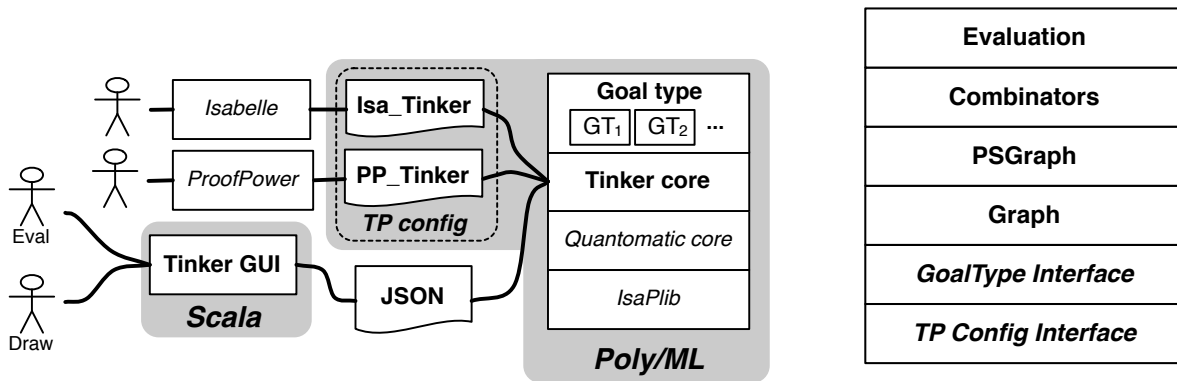 Isabelle
Isa_Tinker
ProofPower
PP_Tinker
TP config
Eval
Draw
Tinker GUI
Scala
JSON
Goal type
GT1 GT2 ...
Tinker core
Quantomatic core
IsaPlib
Poly/ML
Evaluation
Combinators
PSGraph
Graph
GoalType Interface
TP Config Interface